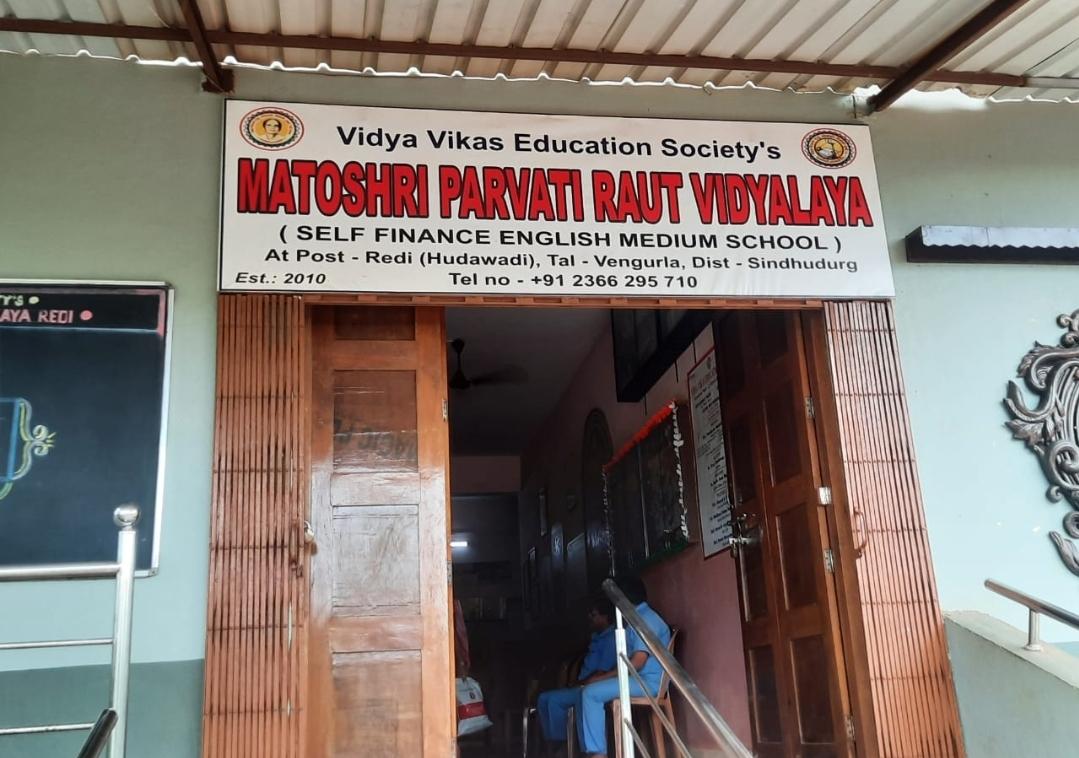 Vidya Vikas Education Society's
MATOSHRI PARVATI RAUT VIDYALAYA
( SELF FINANCE ENGLISH MEDIUM SCHOOL )
At Post - Redi (Hudawadi), Tal - Vengurla, Dist - Sindhudurg
Est.: 2010
Tel no - +91 2366 295 710
AYA REDI